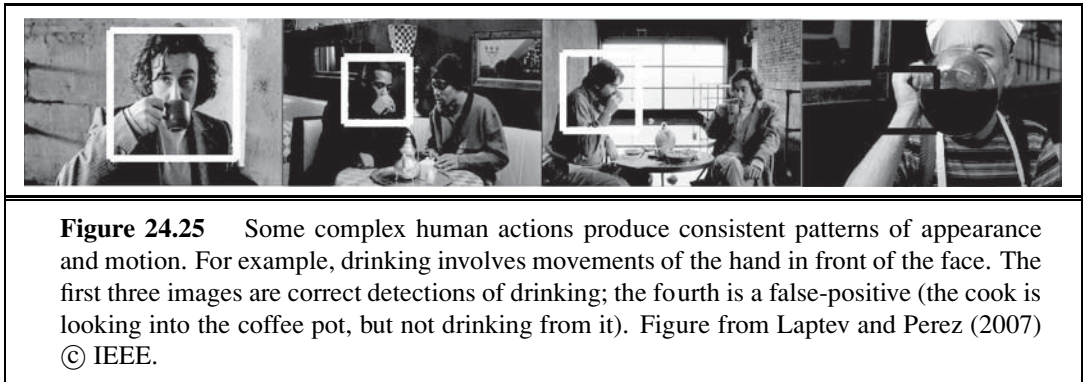 Figure 24.25 Some complex human actions produce consistent patterns of appearance
and motion. For example, drinking involves movements of the hand in front of the face. The
first three images are correct detections of drinking; the fourth is a false-positive (the cook is
looking into the coffee pot, but not drinking from it). Figure from Laptev and Perez (2007)
© IEEE.